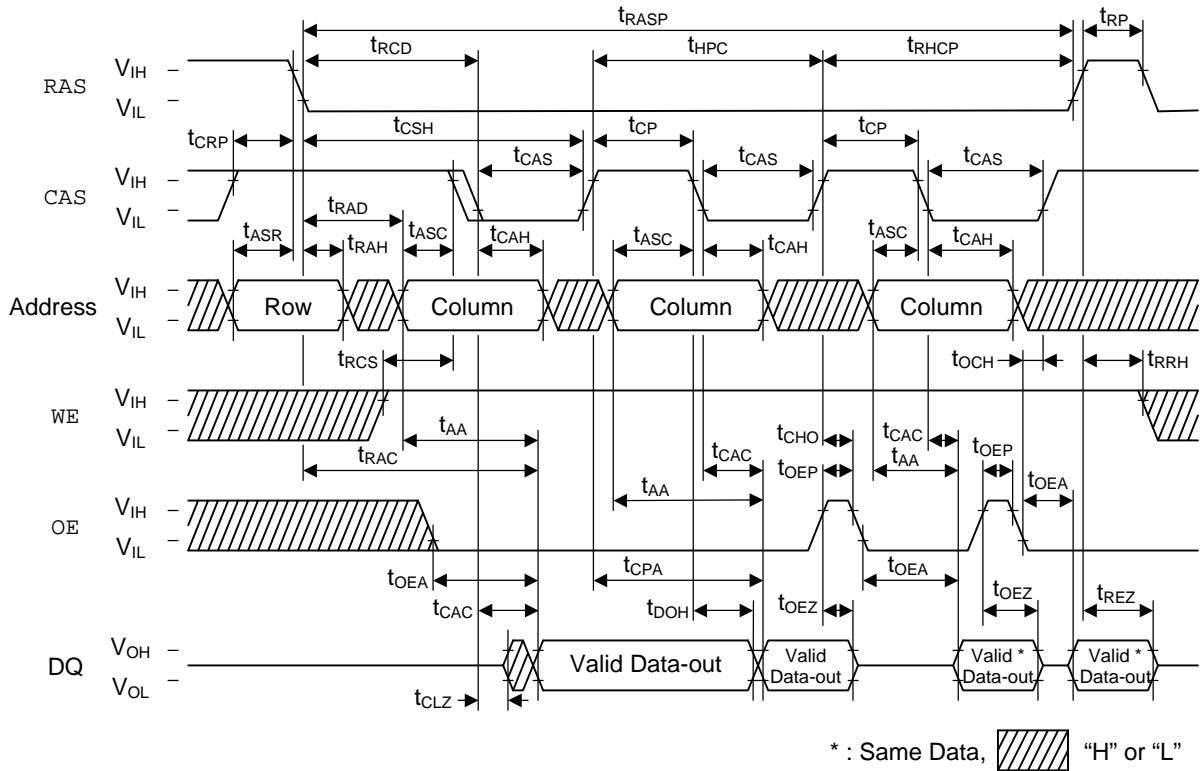 tRASP
tRP
tRCD
tHPC
tRHCP
RAS
VIH
VIL
tCRP
tCSH
tCP
tCP
tCAS
tCAS
tCAS
CAS
VIH
VIL
tRAD
tASR
tRAH
tASC
tCAH
tASC
tCAH
tASC
tCAH
Address
VIH
VIL
Row
Column
Column
Column
tRCS
tOCH
tRRH
WE
VIH
VIL
tAA
tCHO
tCAC
tRAC
tCAC
tOEP
tAA
tOEP
tAA
tOEA
OE
VIH
VIL
tOEA
tCPA
tOEA
tCAC
tDOH
tOEZ
tOEZ
tREZ
DQ
VOH
VOL
Valid Data-out
Valid
Data-out
Valid *
Data-out
Valid *
Data-out
tCLZ
* : Same Data, “H” or “L”